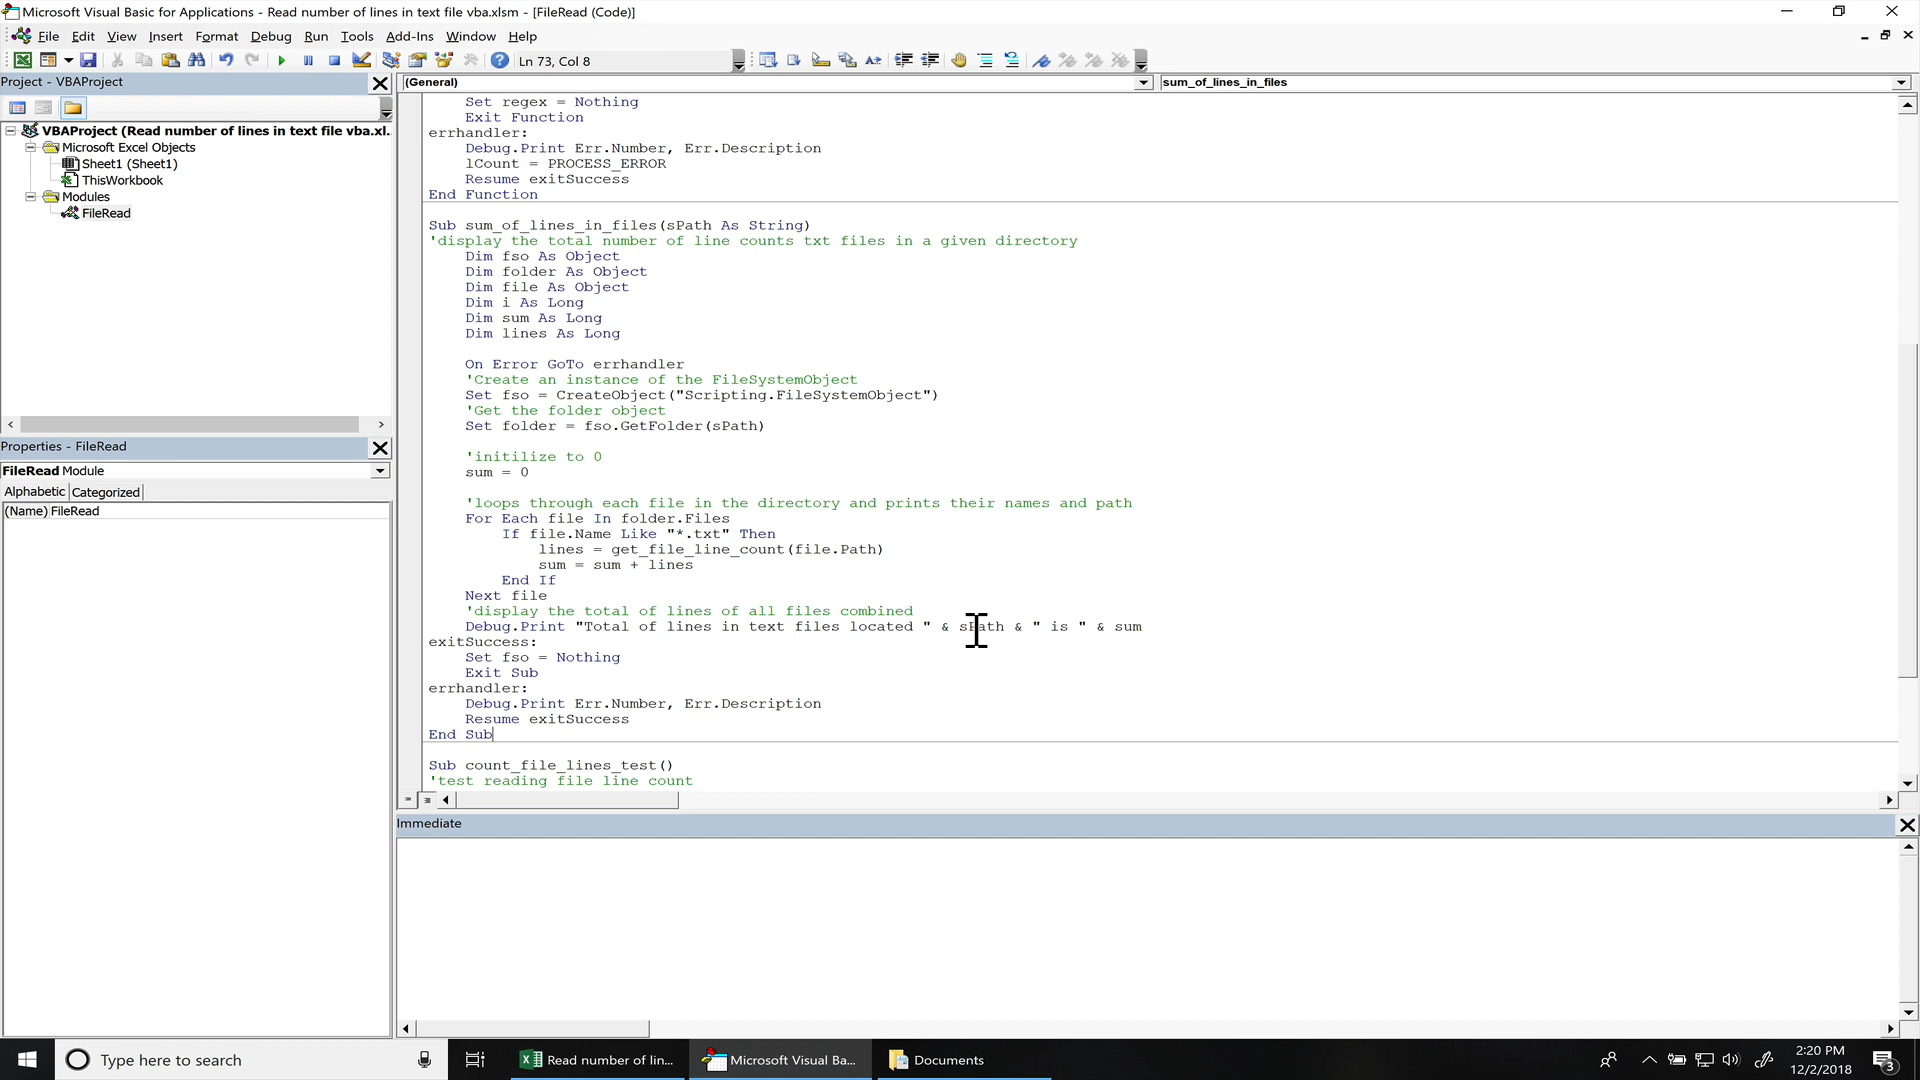 Microsoft Visual Basic for Applications - Read number of lines in text file vba.xlsm - [FileRead (Code)]
File Edit View Insert Format Debug Run Tools Add-Ins Window Help
Ln 73, Col 8
Project - VBAProject
(General)
sum_of_lines_in_files
VBAProject (Read number of lines in text file vba.xl.
Microsoft Excel Objects
Sheet1 (Sheet1)
ThisWorkbook
Modules
FileRead
Properties - FileRead
FileRead Module
Alphabetic Categorized
(Name) FileRead
Set regex = Nothing
Exit Function
errhandler:
Debug.Print Err.Number, Err.Description
lCount = PROCESS_ERROR
Resume exitSuccess
End Function
Sub sum_of_lines_in_files(sPath As String)
'display the total number of line counts txt files in a given directory
Dim fso As Object
Dim folder As Object
Dim file As Object
Dim i As Long
Dim sum As Long
Dim lines As Long
On Error GoTo errhandler
'Create an instance of the FileSystemObject
Set fso = CreateObject("Scripting.FileSystemObject")
'Get the folder object
Set folder = fso.GetFolder(sPath)
'initilize to 0
sum = 0
'loops through each file in the directory and prints their names and path
For Each file In folder.Files
If file.Name Like "*.txt" Then
lines = get_file_line_count(file.Path)
sum = sum + lines
End If
Next file
'display the total of lines of all files combined
Debug.Print "Total of lines in text files located " & sPath & " is " & sum
exitSuccess:
Set fso = Nothing
Exit Sub
errhandler:
Debug.Print Err.Number, Err.Description
Resume exitSuccess
End Sub
Sub count_file_lines_test()
'test reading file line count
Immediate
Type here to search
Read number of lin...
Microsoft Visual Ba...
Documents
2:20 PM
12/2/2018
3